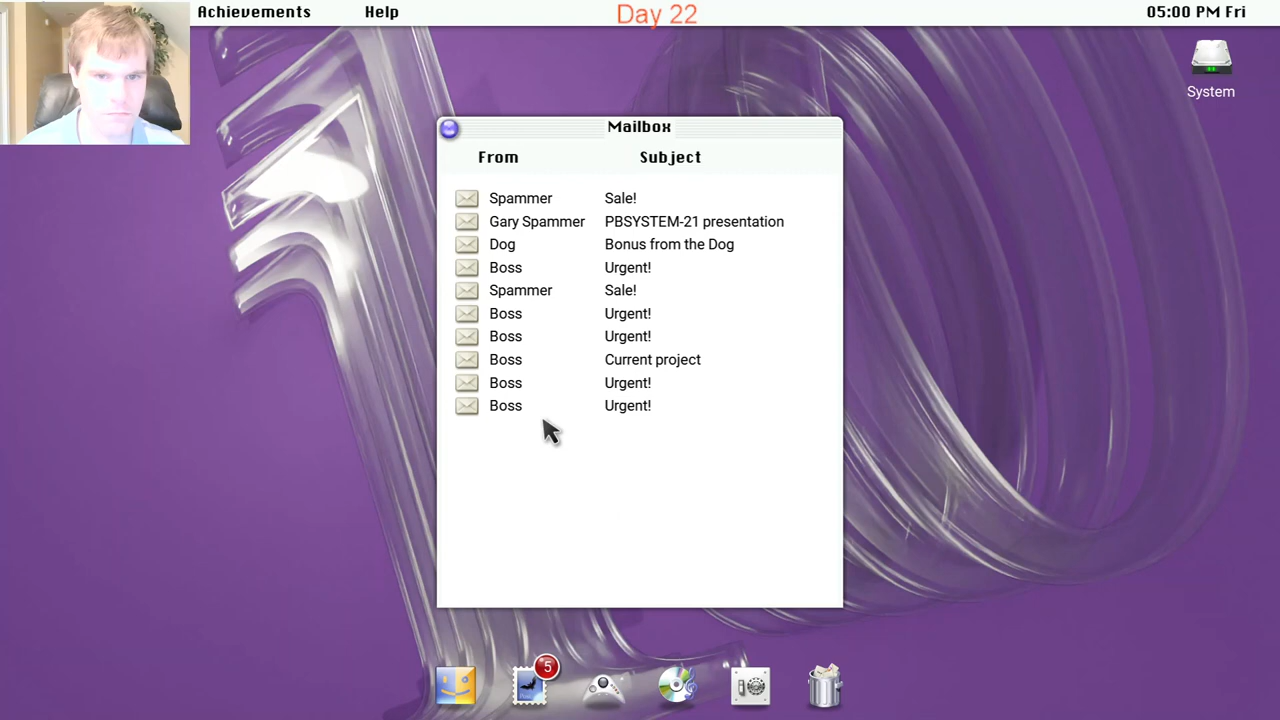 Achievements Help Day 22 05:00 PM Fri
System
Mailbox
From Subject
Spammer Sale!
Gary Spammer PBSYSTEM-21 presentation
Dog Bonus from the Dog
Boss Urgent!
Spammer Sale!
Boss Urgent!
Boss Urgent!
Boss Current project
Boss Urgent!
Boss Urgent!
5